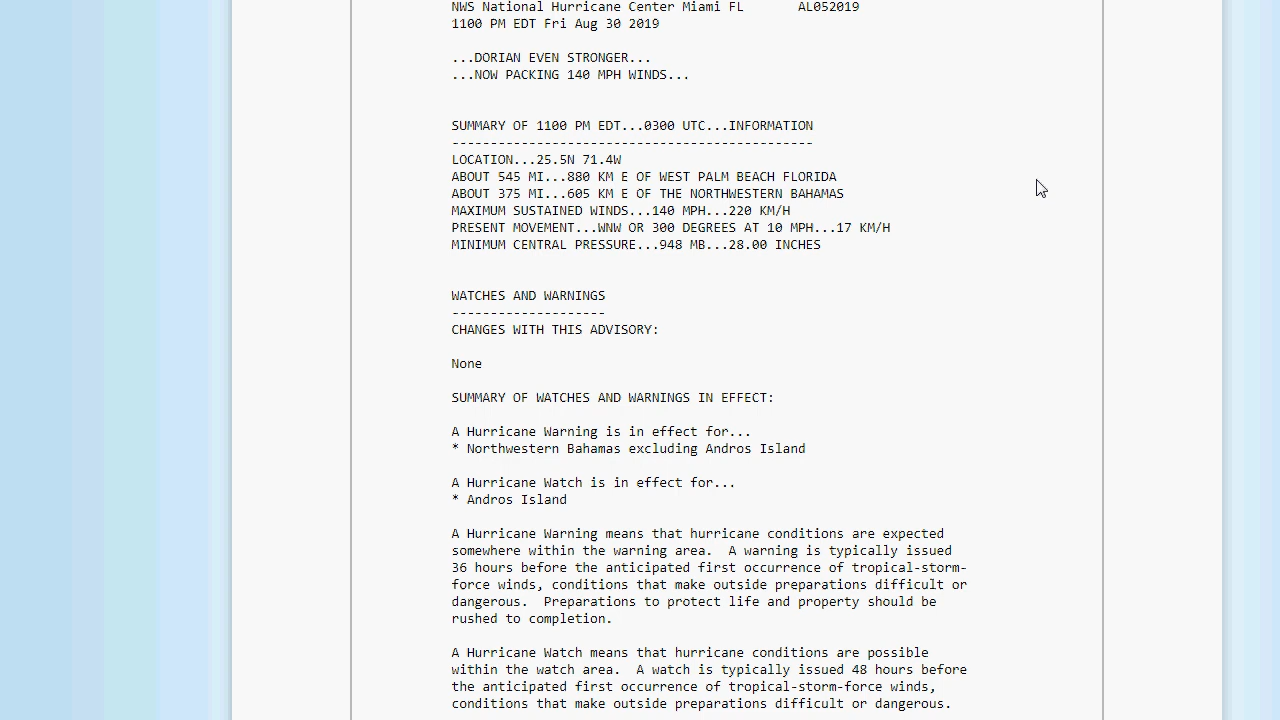 NWS National Hurricane Center Miami FL       AL052019
1100 PM EDT Fri Aug 30 2019
...DORIAN EVEN STRONGER...
...NOW PACKING 140 MPH WINDS...
SUMMARY OF 1100 PM EDT...0300 UTC...INFORMATION
-----------------------------------------------
LOCATION...25.5N 71.4W
ABOUT 545 MI...880 KM E OF WEST PALM BEACH FLORIDA
ABOUT 375 MI...605 KM E OF THE NORTHWESTERN BAHAMAS
MAXIMUM SUSTAINED WINDS...140 MPH...220 KM/H
PRESENT MOVEMENT...WNW OR 300 DEGREES AT 10 MPH...17 KM/H
MINIMUM CENTRAL PRESSURE...948 MB...28.00 INCHES
WATCHES AND WARNINGS
--------------------
CHANGES WITH THIS ADVISORY:
None
SUMMARY OF WATCHES AND WARNINGS IN EFFECT:
A Hurricane Warning is in effect for...
* Northwestern Bahamas excluding Andros Island
A Hurricane Watch is in effect for...
* Andros Island
A Hurricane Warning means that hurricane conditions are expected
somewhere within the warning area.  A warning is typically issued
36 hours before the anticipated first occurrence of tropical-storm-
force winds, conditions that make outside preparations difficult or
dangerous.  Preparations to protect life and property should be
rushed to completion.
A Hurricane Watch means that hurricane conditions are possible
within the watch area.  A watch is typically issued 48 hours before
the anticipated first occurrence of tropical-storm-force winds,
conditions that make outside preparations difficult or dangerous.